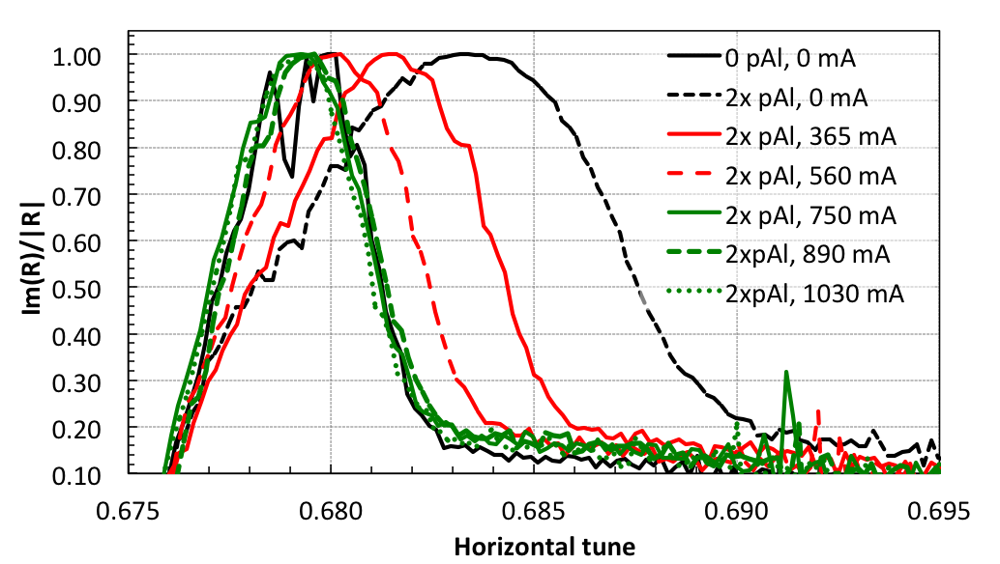 1.00
0.90
0.80
0.70
0.60
0.50
0.40
0.30
0.20
0.10
Im(R)/|R|
0 pAl, 0 mA
2x pAl, 0 mA
2x pAl, 365 mA
2x pAl, 560 mA
2x pAl, 750 mA
2xpAl, 890 mA
2xpAl, 1030 mA
0.675 0.680 0.685 0.690 0.695
Horizontal tune